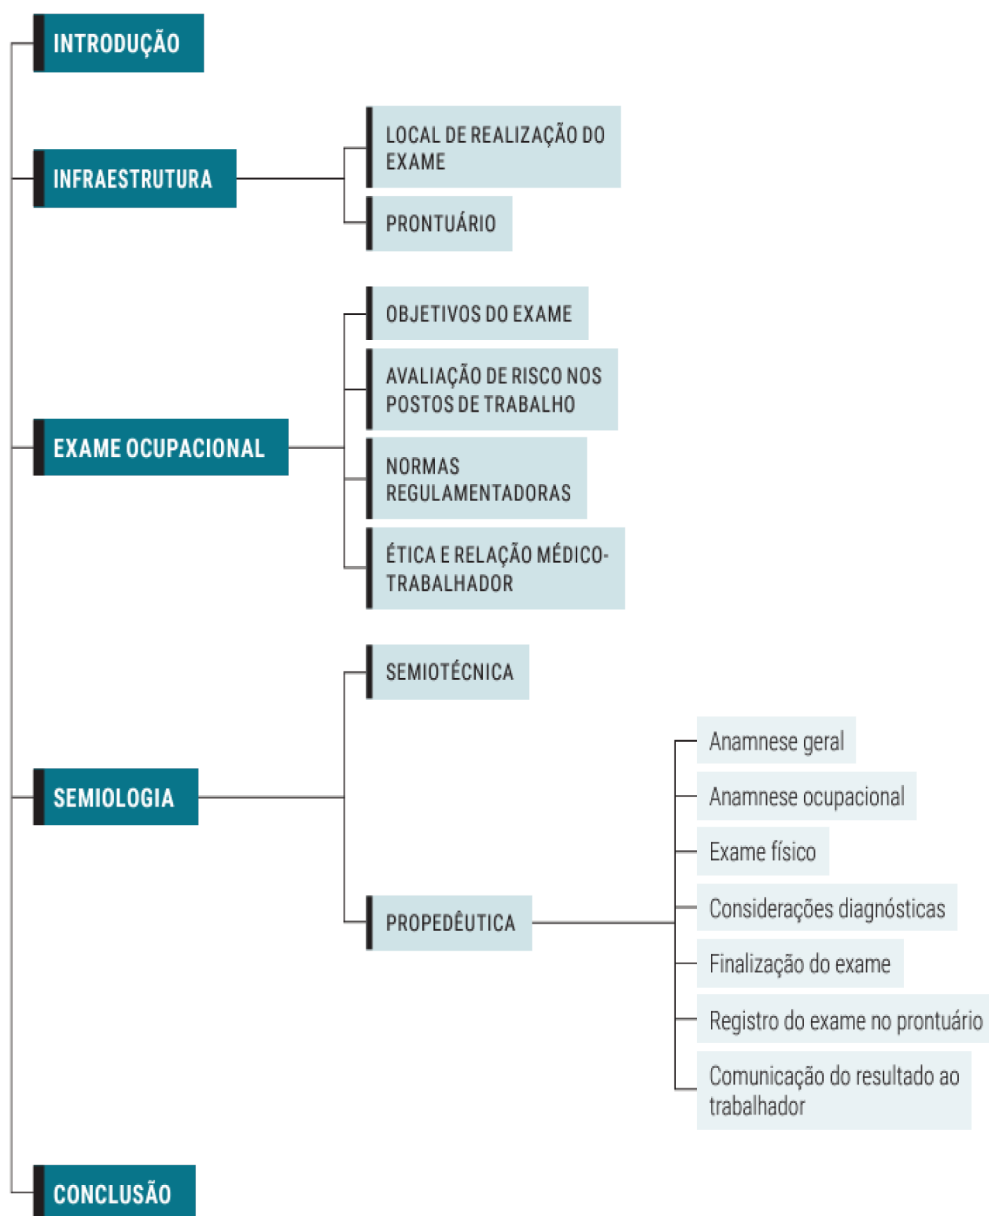 INTRODUÇÃO
INFRAESTRUTURA
LOCAL DE REALIZAÇÃO DO
EXAME
PRONTUÁRIO
EXAME OCUPACIONAL
OBJETIVOS DO EXAME
AVALIAÇÃO DE RISCO NOS
POSTOS DE TRABALHO
NORMAS
REGULAMENTADORAS
ÉTICA E RELAÇÃO MÉDICO-
TRABALHADOR
SEMIOLOGIA
SEMIOTÉCNICA
PROPEDÊUTICA
Anamnese geral
Anamnese ocupacional
Exame físico
Considerações diagnósticas
Finalização do exame
Registro do exame no prontuário
Comunicação do resultado ao
trabalhador
CONCLUSÃO